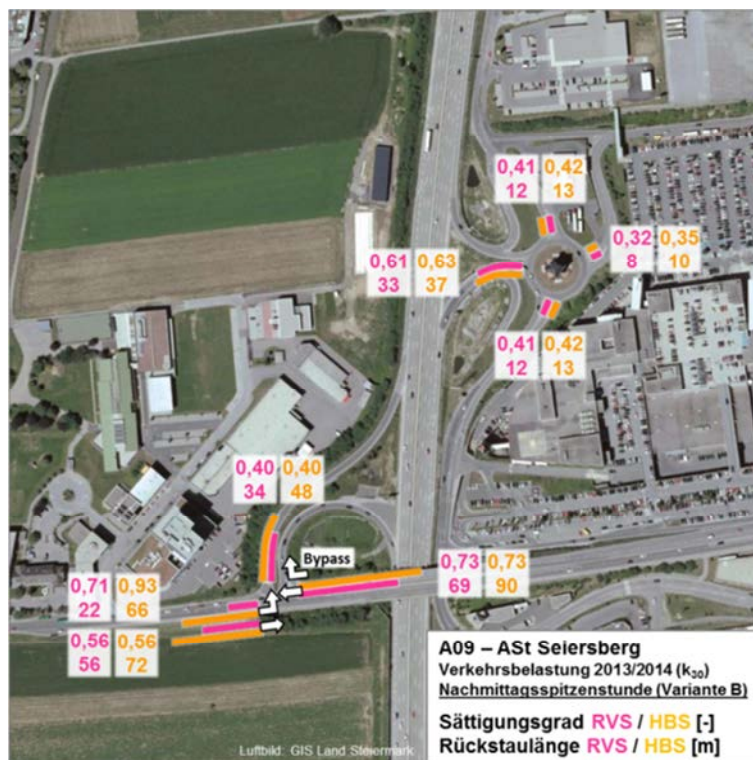 0,41 0,42
12 13
0,32 0,35
8 10
0,61 0,63
33 37
0,41 0,42
12 13
0,40 0,40
34 48
Bypass
0,73 0,73
69 90
0,71 0,93
22 66
0,56 0,56
56 72
A09 – ASt Seiersberg
Verkehrsbelastung 2013/2014 (k30)
Nachmittagsspitzenstunde (Variante B)
Sättigungsgrad RVS / HBS [-]
Rückstaulänge RVS / HBS [m]
Luftbild: GIS Land Steiermark